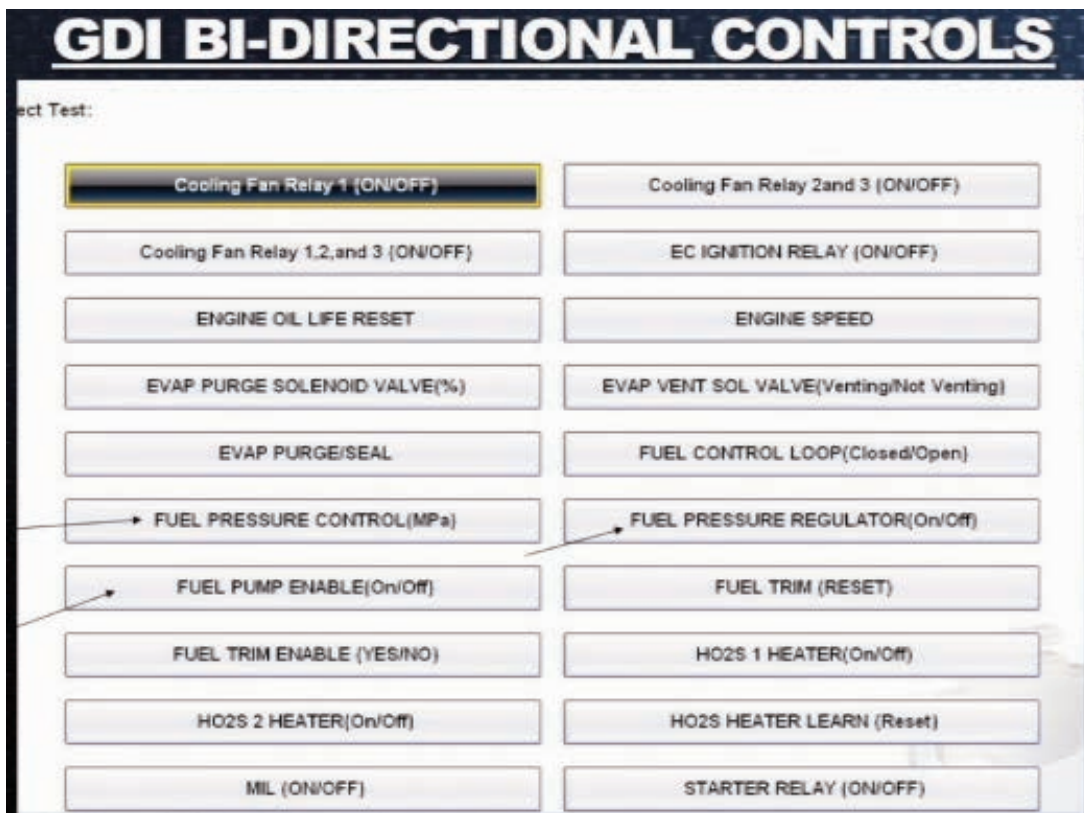 GDI BI-DIRECTIONAL CONTROLS
ect Test:
Cooling Fan Relay 1 (ON/OFF)
Cooling Fan Relay 2and 3 (ON/OFF)
Cooling Fan Relay 1,2,and 3 (ON/OFF)
EC IGNITION RELAY (ON/OFF)
ENGINE OIL LIFE RESET
ENGINE SPEED
EVAP PURGE SOLENOID VALVE(%)
EVAP VENT SOL VALVE(Venting/Not Venting)
EVAP PURGE/SEAL
FUEL CONTROL LOOP(Closed/Open)
FUEL PRESSURE CONTROL(MPa)
FUEL PRESSURE REGULATOR(On/Off)
FUEL PUMP ENABLE(On/Off)
FUEL TRIM (RESET)
FUEL TRIM ENABLE (YES/NO)
HO2S 1 HEATER(On/Off)
HO2S 2 HEATER(On/Off)
HO2S HEATER LEARN (Reset)
MIL (ON/OFF)
STARTER RELAY (ON/OFF)